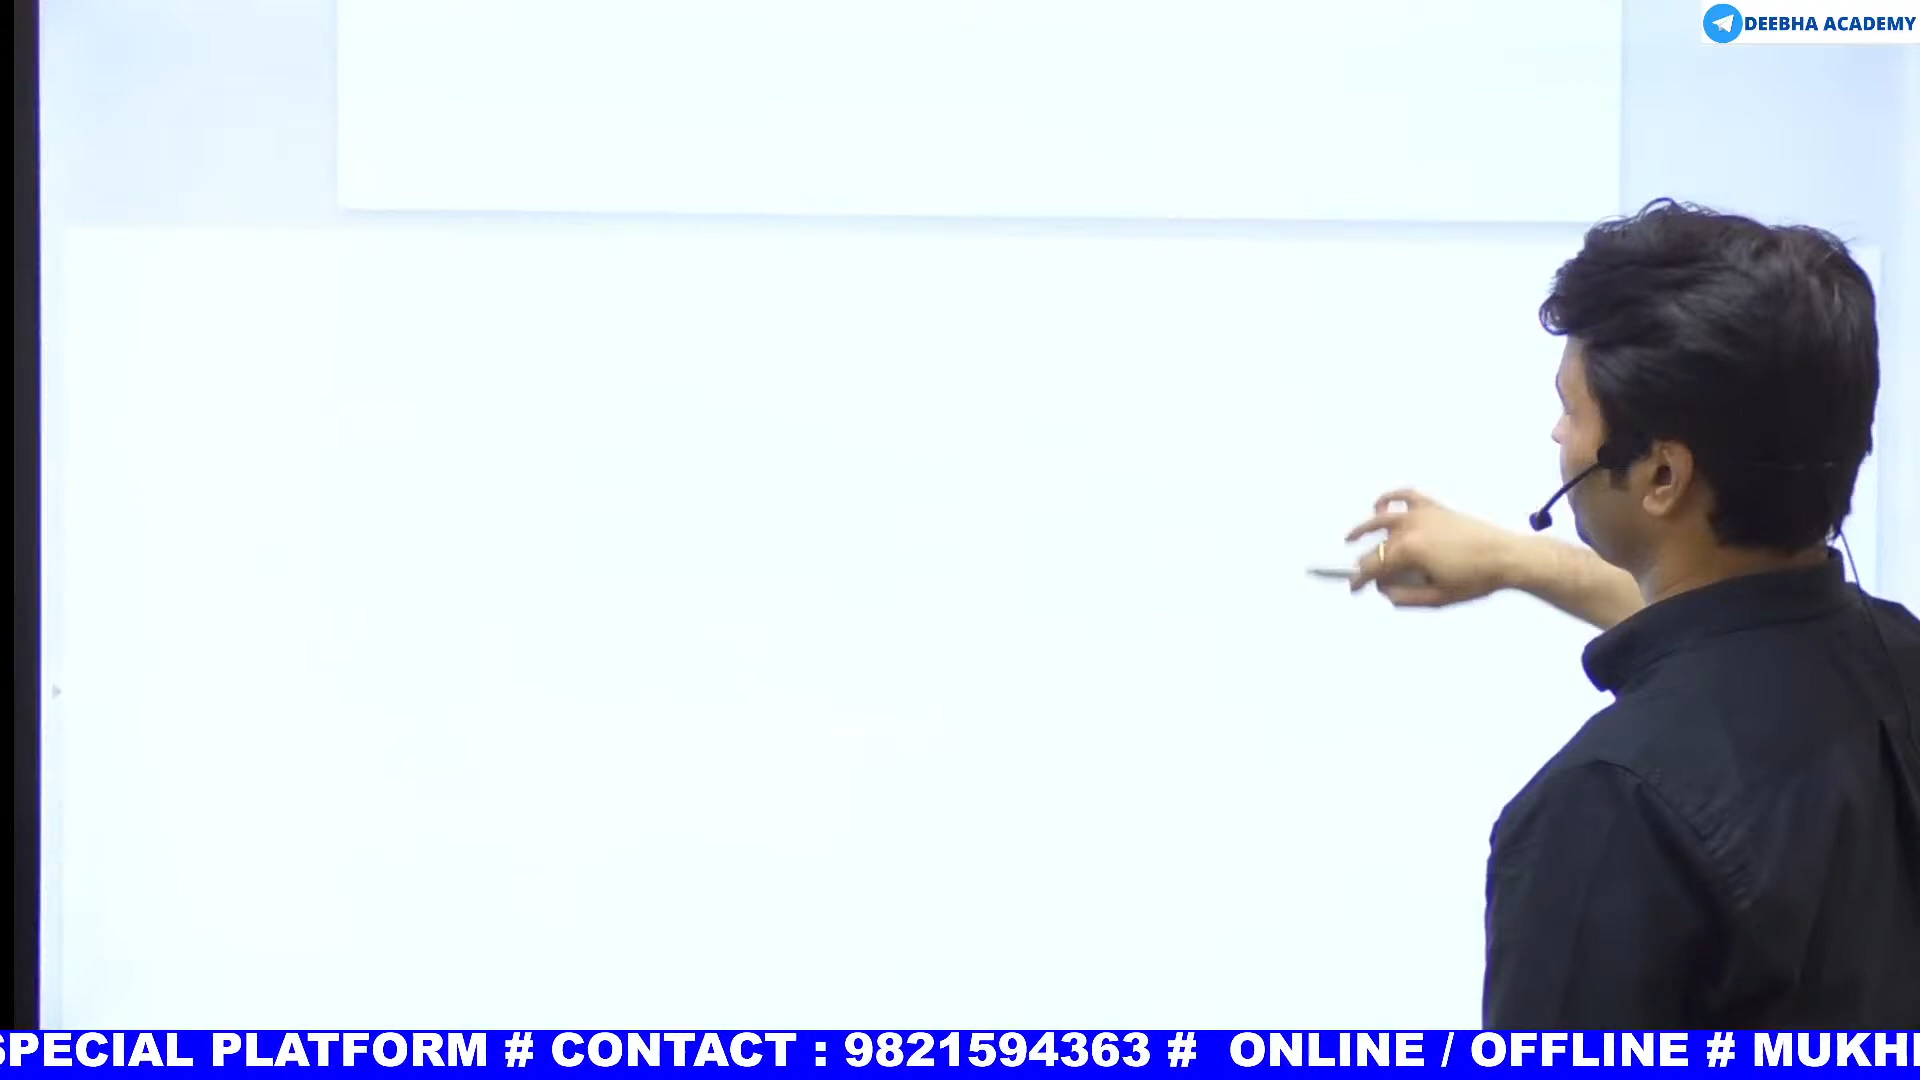 DEEBHA ACADEMY
SPECIAL PLATFORM # CONTACT : 9821594363 # ONLINE / OFFLINE # MUKH